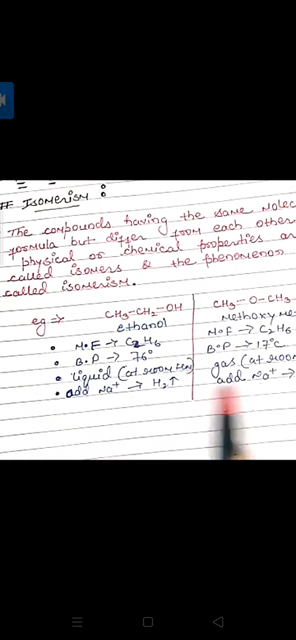 # Isomerism :
The compounds having the same Molec
formula but differ from each other
physical or chemical properties a
called isomers & the phenomenon
called isomerism.
eg ⇒ CH3-CH2-OH
ethanol
• M.F → C2H6
• B.P → 76°
• liquid (at room tem)
• add Na+ → H2↑
CH3-O-CH3
Methoxy me
M.F → C2H6
B.P → 17°C
gas (at room
add Na+ →